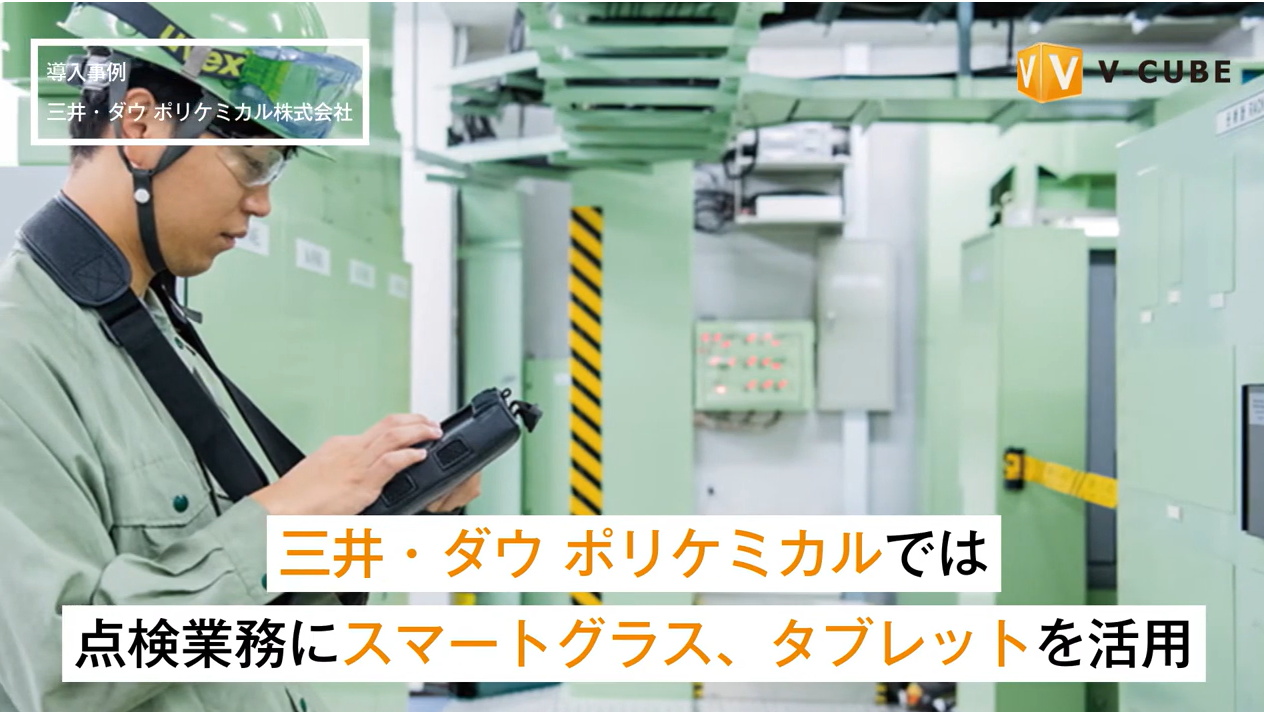 導入事例
三井・ダウ ポリケミカル株式会社
uvex
V-CUBE
三井・ダウ ポリケミカルでは
点検業務にスマートグラス、タブレットを活用